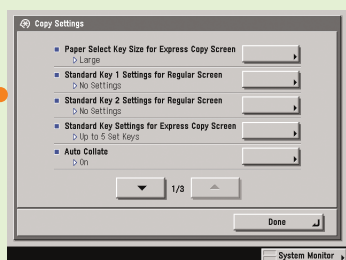 Copy Settings
Paper Select Key Size for Express Copy Screen
Large
Standard Key 1 Settings for Regular Screen
No Settings
Standard Key 2 Settings for Regular Screen
No Settings
Standard Key Settings for Express Copy Screen
Up to 5 Set Keys
Auto Collate
On
1/3
Done
System Monitor